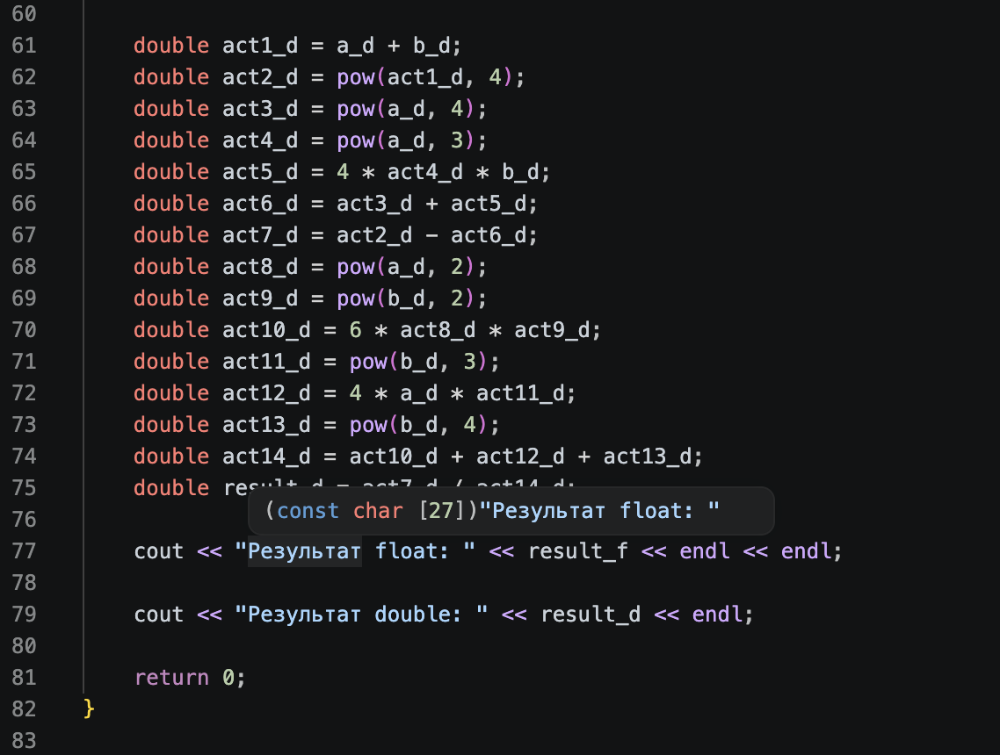 60
61 double act1_d = a_d + b_d;
62 double act2_d = pow(act1_d, 4);
63 double act3_d = pow(a_d, 4);
64 double act4_d = pow(a_d, 3);
65 double act5_d = 4 * act4_d * b_d;
66 double act6_d = act3_d + act5_d;
67 double act7_d = act2_d - act6_d;
68 double act8_d = pow(a_d, 2);
69 double act9_d = pow(b_d, 2);
70 double act10_d = 6 * act8_d * act9_d;
71 double act11_d = pow(b_d, 3);
72 double act12_d = 4 * a_d * act11_d;
73 double act13_d = pow(b_d, 4);
74 double act14_d = act10_d + act12_d + act13_d;
75 double result_d = act7_d / act14_d;
(const char [27])"Результат float: "
76
77 cout << "Результат float: " << result_f << endl << endl;
78
79 cout << "Результат double: " << result_d << endl;
80
81 return 0;
82 }
83